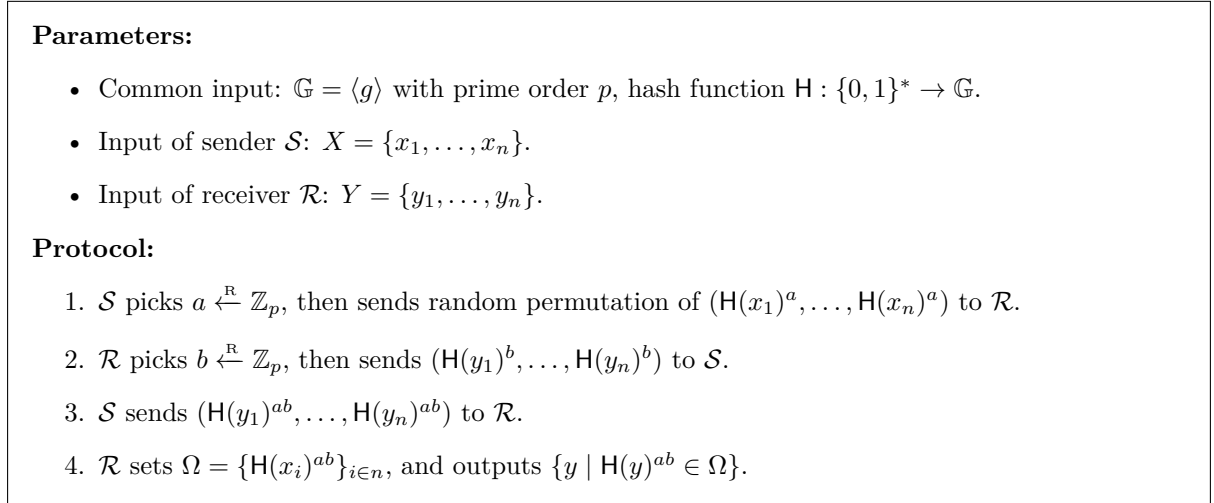 Parameters:
• Common input: 𝔾 = ⟨g⟩ with prime order p, hash function H : {0, 1}* → 𝔾.
• Input of sender 𝒮: X = {x₁, . . . , xₙ}.
• Input of receiver ℛ: Y = {y₁, . . . , yₙ}.
Protocol:
1. 𝒮 picks a ←ᴿ ℤₚ, then sends random permutation of (H(x₁)ᵃ, . . . , H(xₙ)ᵃ) to ℛ.
2. ℛ picks b ←ᴿ ℤₚ, then sends (H(y₁)ᵇ, . . . , H(yₙ)ᵇ) to 𝒮.
3. 𝒮 sends (H(y₁)ᵃᵇ, . . . , H(yₙ)ᵃᵇ) to ℛ.
4. ℛ sets Ω = {H(xᵢ)ᵃᵇ}ᵢ∈ₙ, and outputs {y | H(y)ᵃᵇ ∈ Ω}.